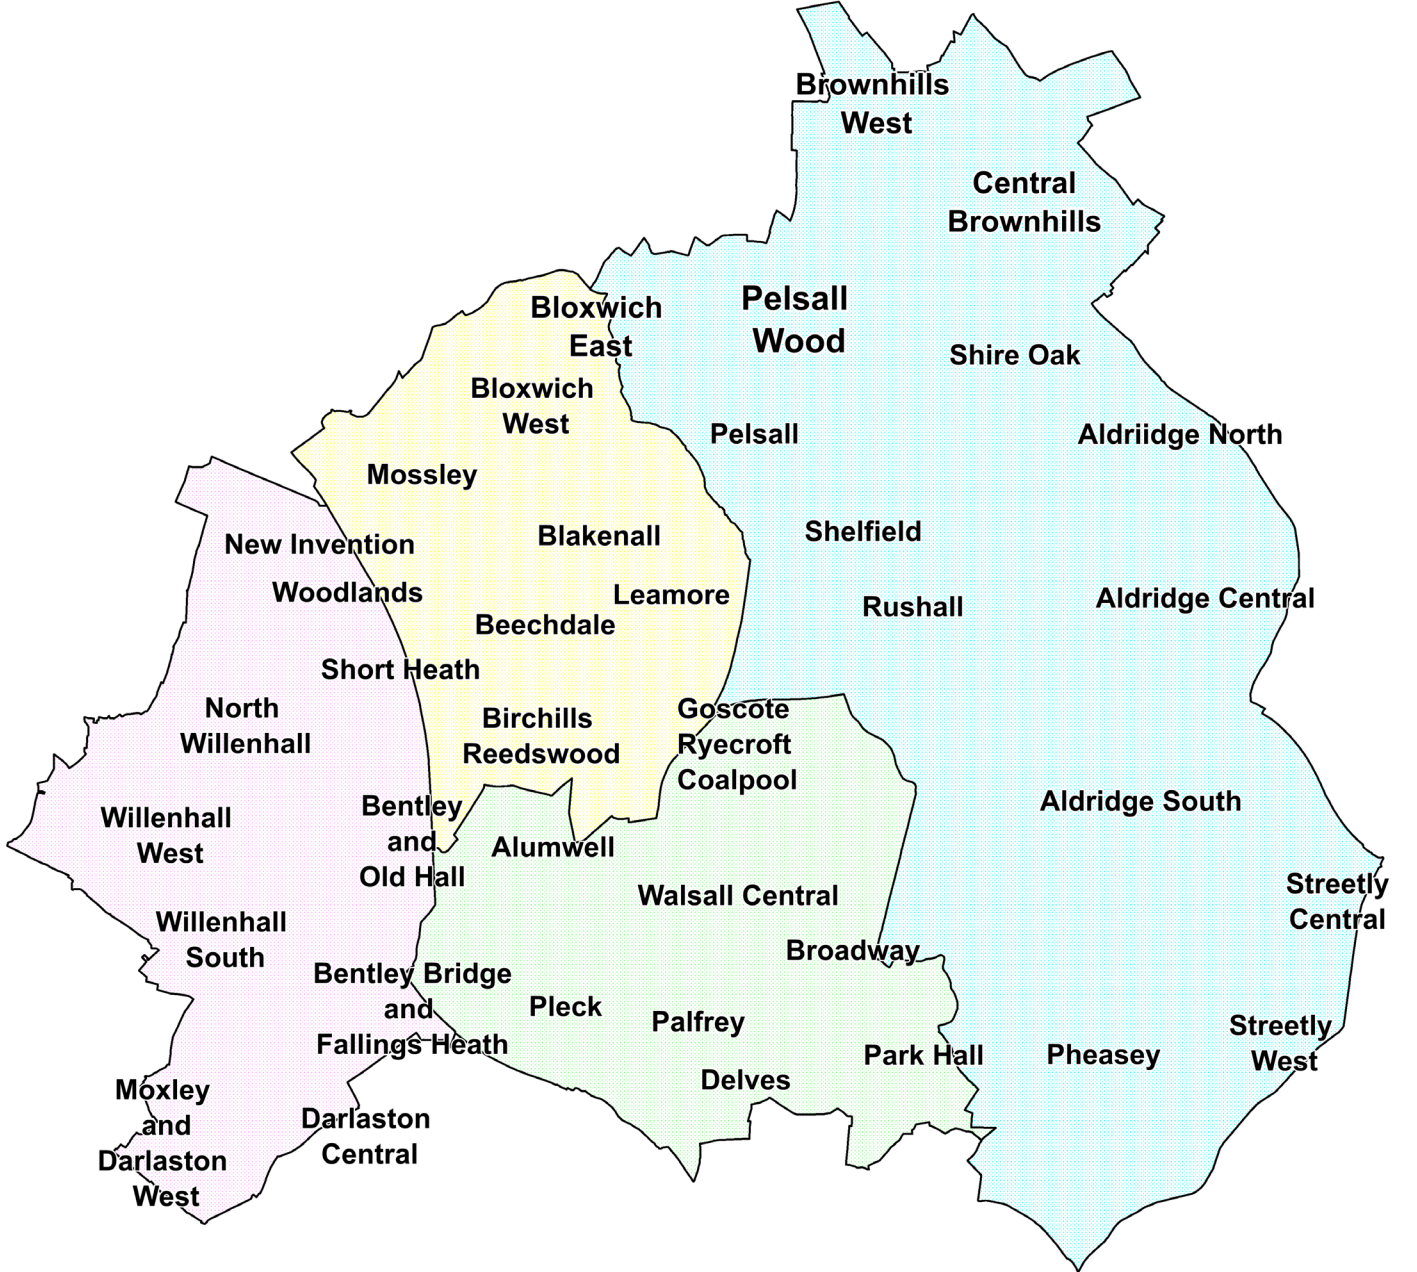 Brownhills
West
Central
Brownhills
Bloxwich
East
Pelsall
Wood
Shire Oak
Bloxwich
West
Pelsall
Aldriidge North
Mossley
New Invention
Blakenall
Shelfield
Woodlands
Leamore
Rushall
Aldridge Central
Beechdale
Short Heath
North
Willenhall
Birchills
Reedswood
Goscote
Ryecroft
Coalpool
Willenhall
West
Bentley
and
Old Hall
Alumwell
Aldridge South
Walsall Central
Streetly
Central
Willenhall
South
Broadway
Bentley Bridge
and
Fallings Heath
Pleck
Palfrey
Park Hall
Pheasey
Streetly
West
Delves
Moxley
and
Darlaston
West
Darlaston
Central